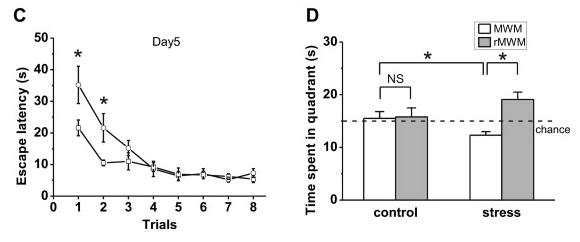 C
Day5
Escape latency (s)
50
40
30
20
10
0
*
*
0 1 2 3 4 5 6 7 8
Trials
D
MWM
rMWM
Time spent in quadrant (s)
30
20
10
0
*
*
NS
chance
control stress